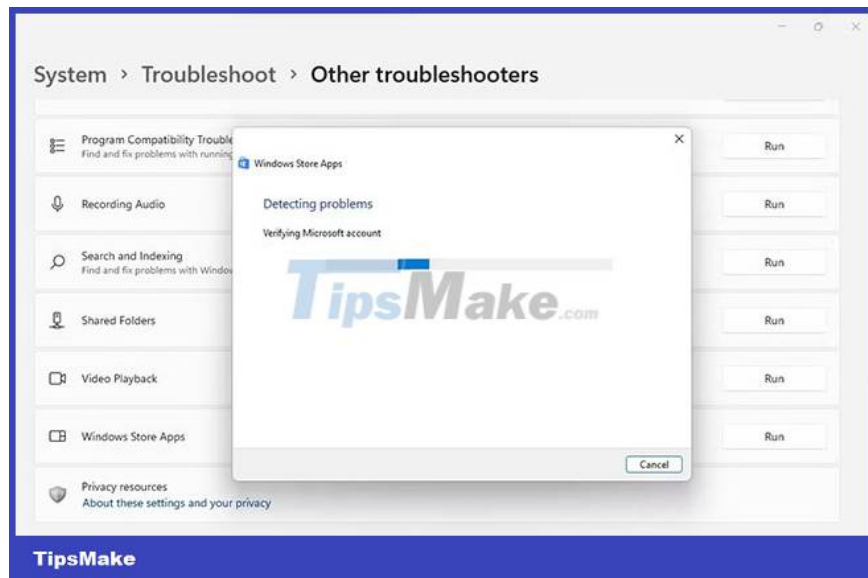 System > Troubleshoot > Other troubleshooters
Program Compatibility Trouble
Find and fix problems with running
Run
Recording Audio
Run
Search and Indexing
Find and fix problems with Window
Run
Shared Folders
Run
Video Playback
Run
Windows Store Apps
Run
Privacy resources
About these settings and your privacy
Windows Store Apps
Detecting problems
Verifying Microsoft account
TipsMake.com
Cancel
TipsMake